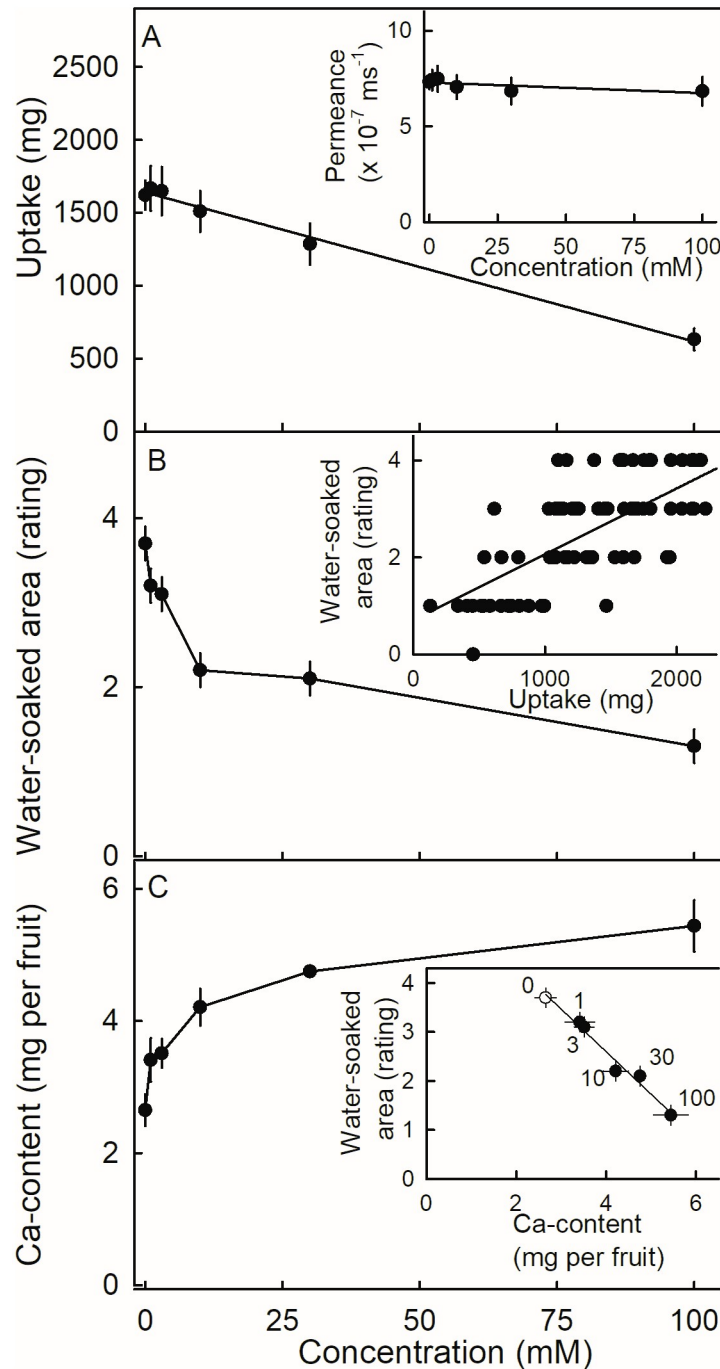 A
2500
2000
1500
1000
500
0
Uptake (mg)
10
5
0
Permeance
(x 10⁻⁷ ms⁻¹)
0 25 50 75 100
Concentration (mM)
B
4
2
0
Water-soaked area (rating)
4
2
0
Water-soaked
area (rating)
0 1000 2000
Uptake (mg)
C
6
4
2
0
Ca-content (mg per fruit)
4
3
2
1
0
Water-soaked
area (rating)
0
1
3
10
30
100
0 2 4 6
Ca-content
(mg per fruit)
0 25 50 75 100
Concentration (mM)